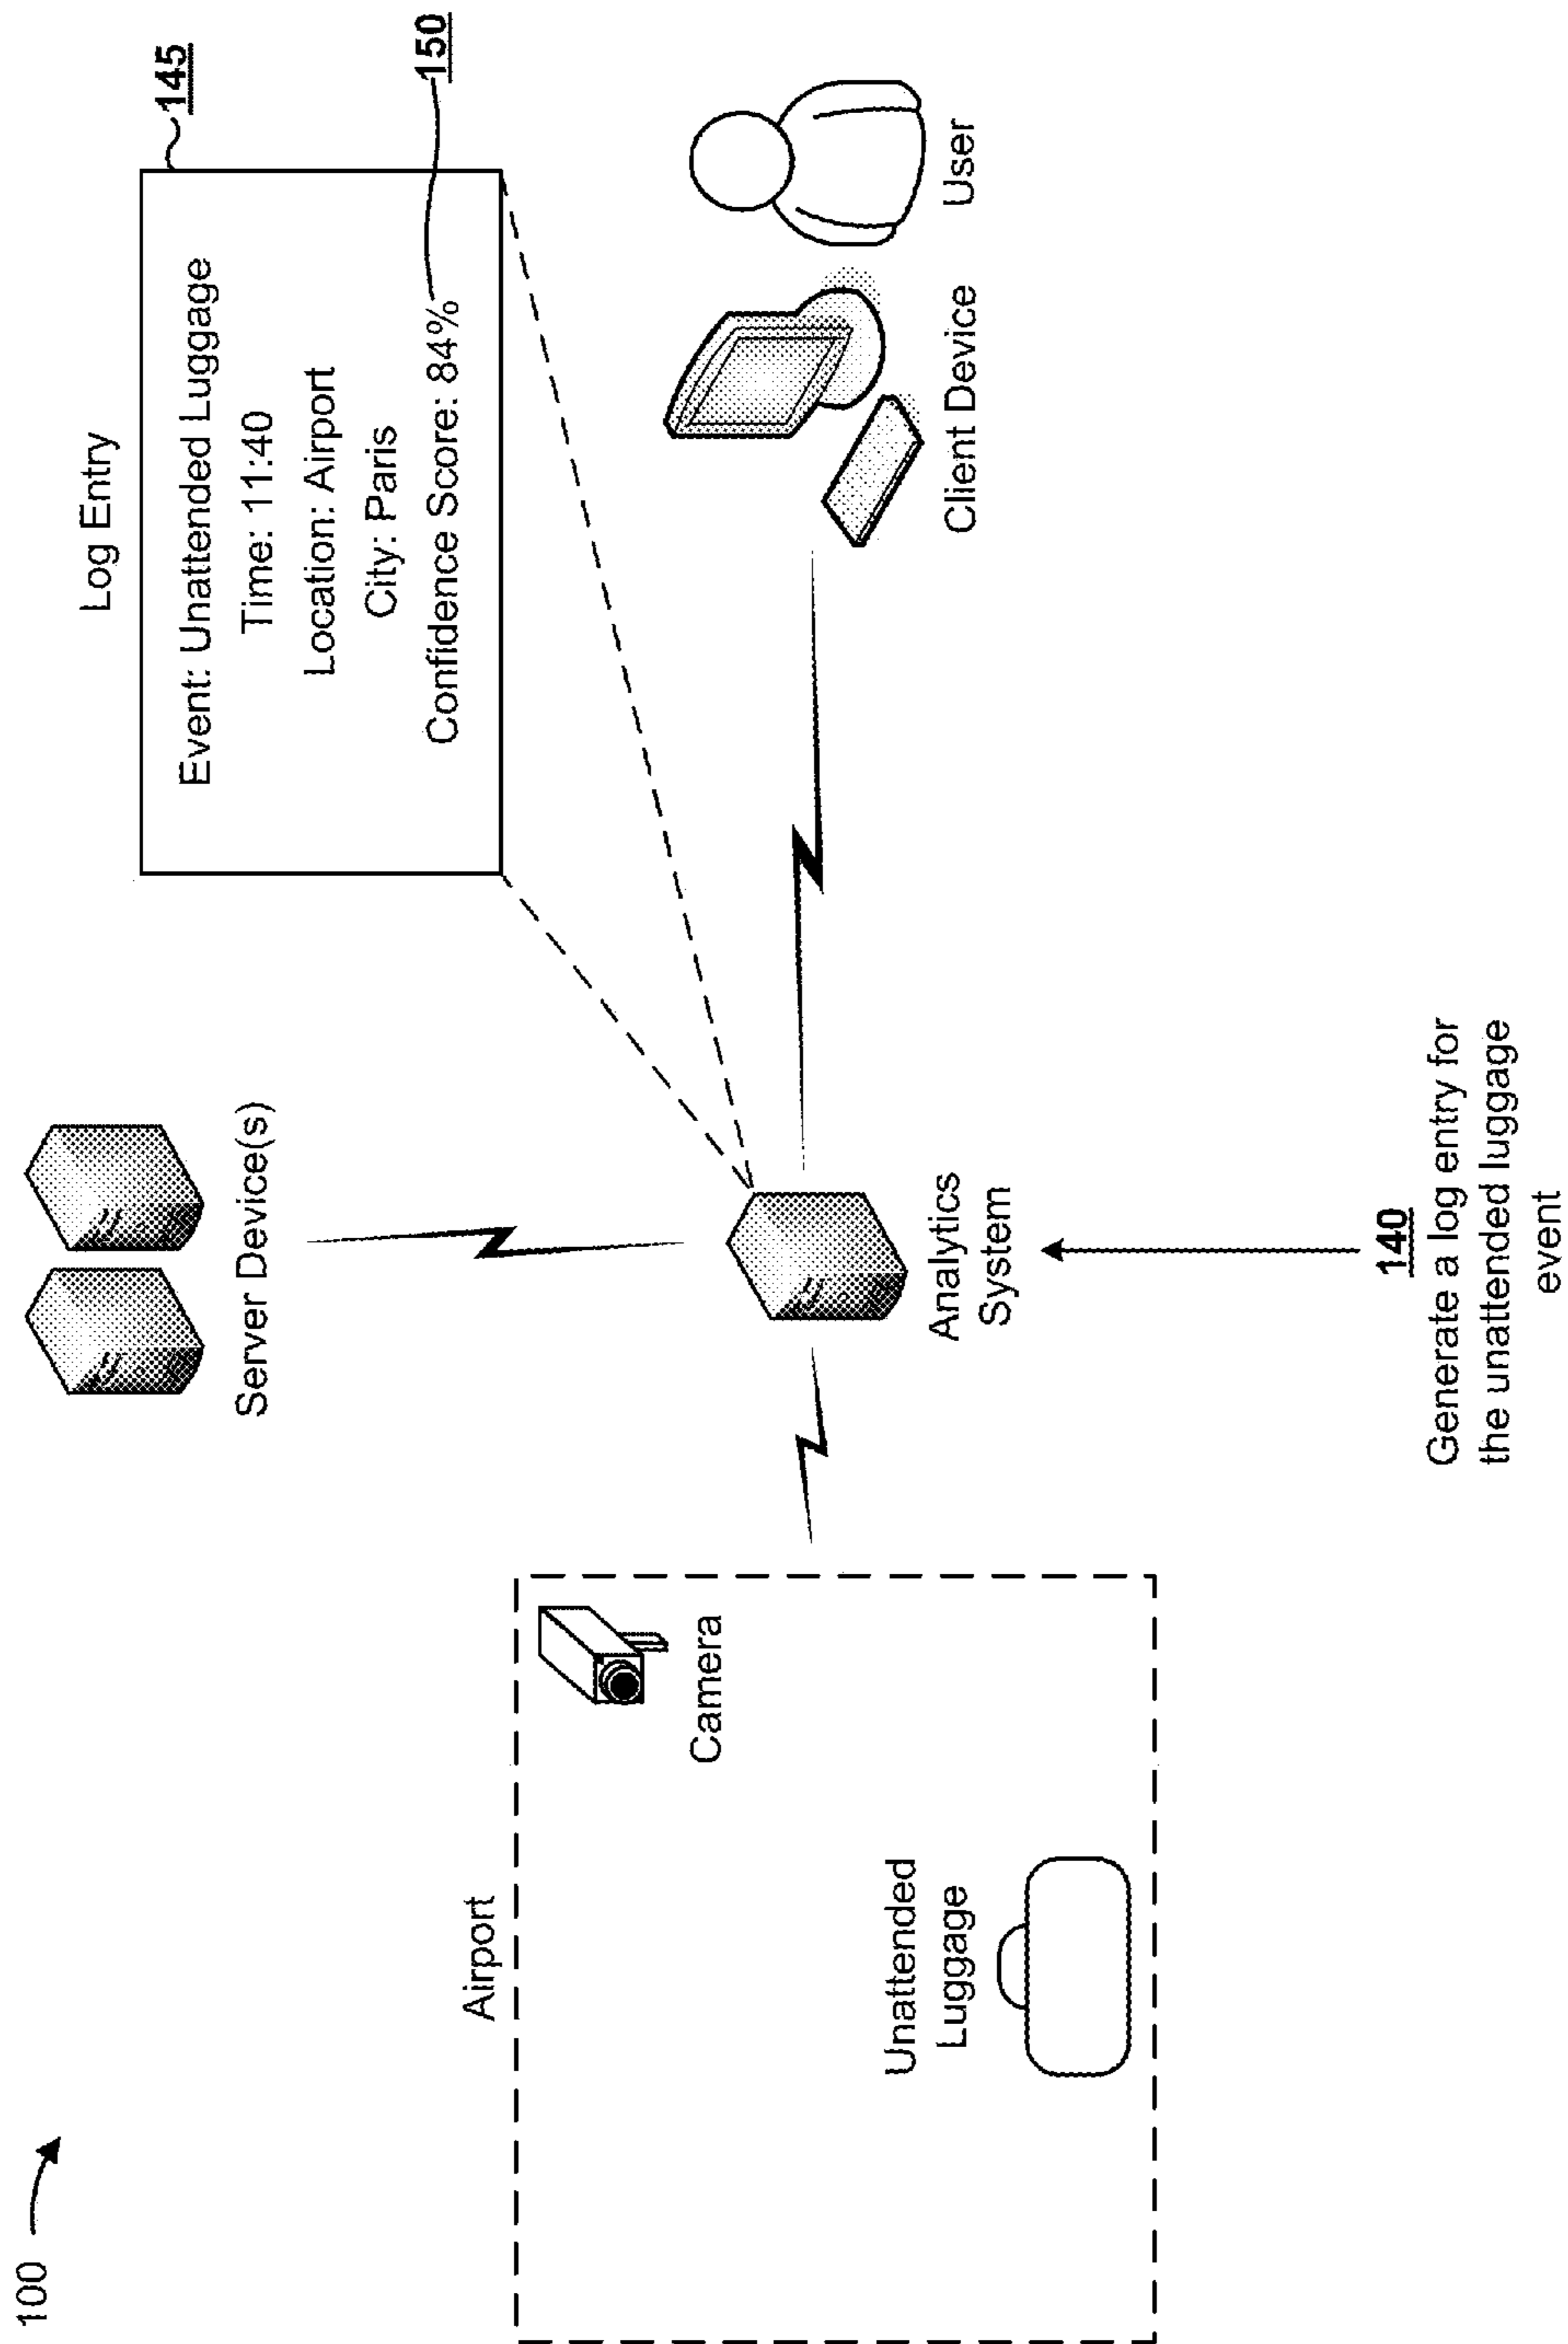 100
Server Device(s)
Log Entry
145
Event: Unattended Luggage
Time: 11:40
Location: Airport
City: Paris
Confidence Score: 84%
150
Airport
Camera
Unattended
Luggage
Analytics
System
Client Device
User
140
Generate a log entry for
the unattended luggage
event